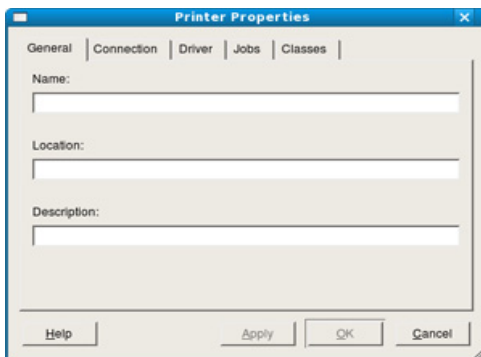 Printer Properties
General Connection Driver Jobs Classes
Name:
Location:
Description:
Help Apply OK Cancel